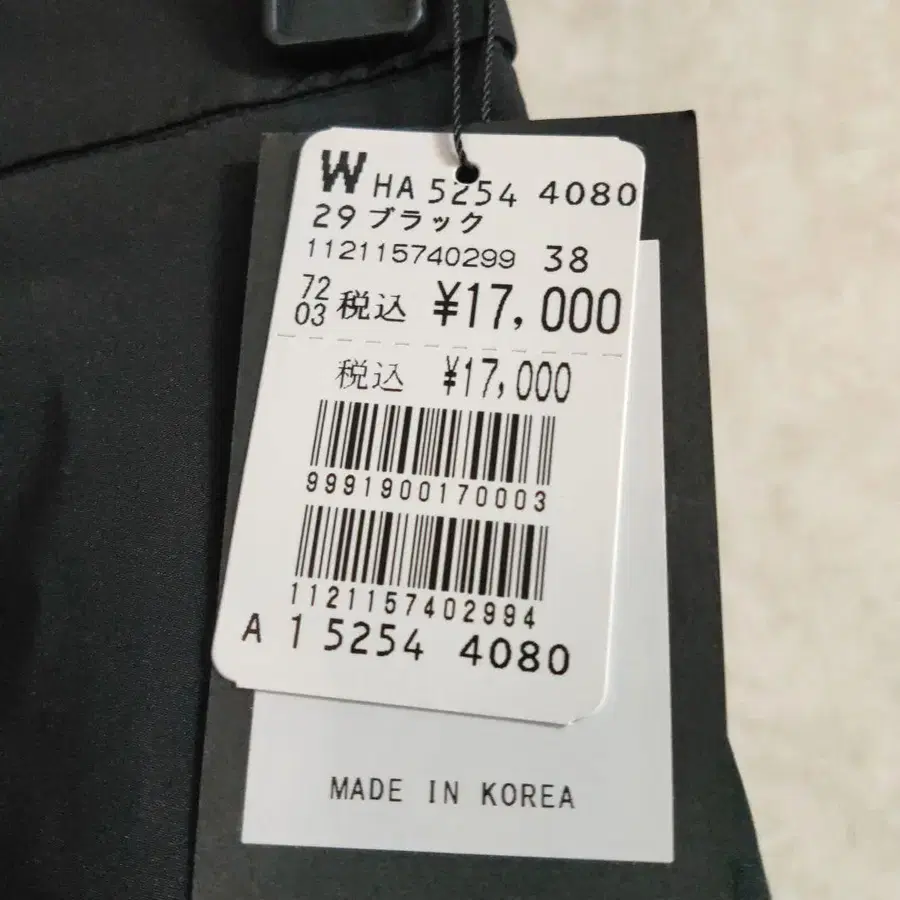 W HA 5254 4080
29 ブラック
112115740299 38
72
03 税込 ¥17,000
税込 ¥17,000
9991900170003
1121157402994
A 1 5254 4080
MADE IN KOREA